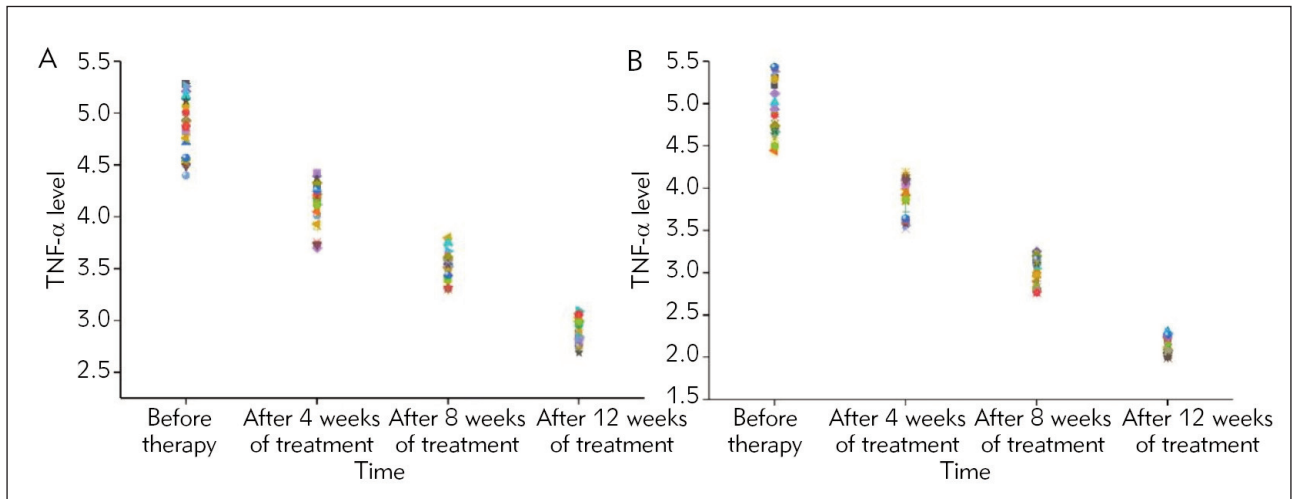 A
5.5
5.0
4.5
4.0
3.5
3.0
2.5
TNF-α level
Before
therapy
After 4 weeks
of treatment
After 8 weeks
of treatment
After 12 weeks
of treatment
Time
B
5.5
5.0
4.5
4.0
3.5
3.0
2.5
2.0
1.5
TNF-α level
Before
therapy
After 4 weeks
of treatment
After 8 weeks
of treatment
After 12 weeks
of treatment
Time